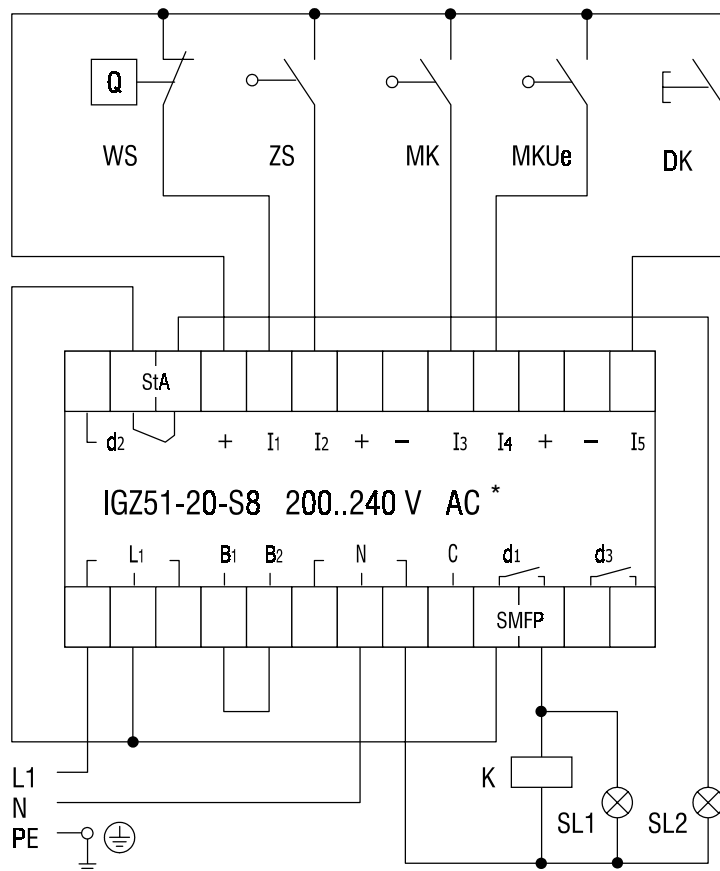 Q
WS ZS MK MKUe DK
StA
d2 + I1 I2 + – I3 I4 + – I5
IGZ51-20-S8 200..240 V AC *
L1 B1 B2 N C d1 d3
SMFP
L1
N
PE
K
SL1 SL2